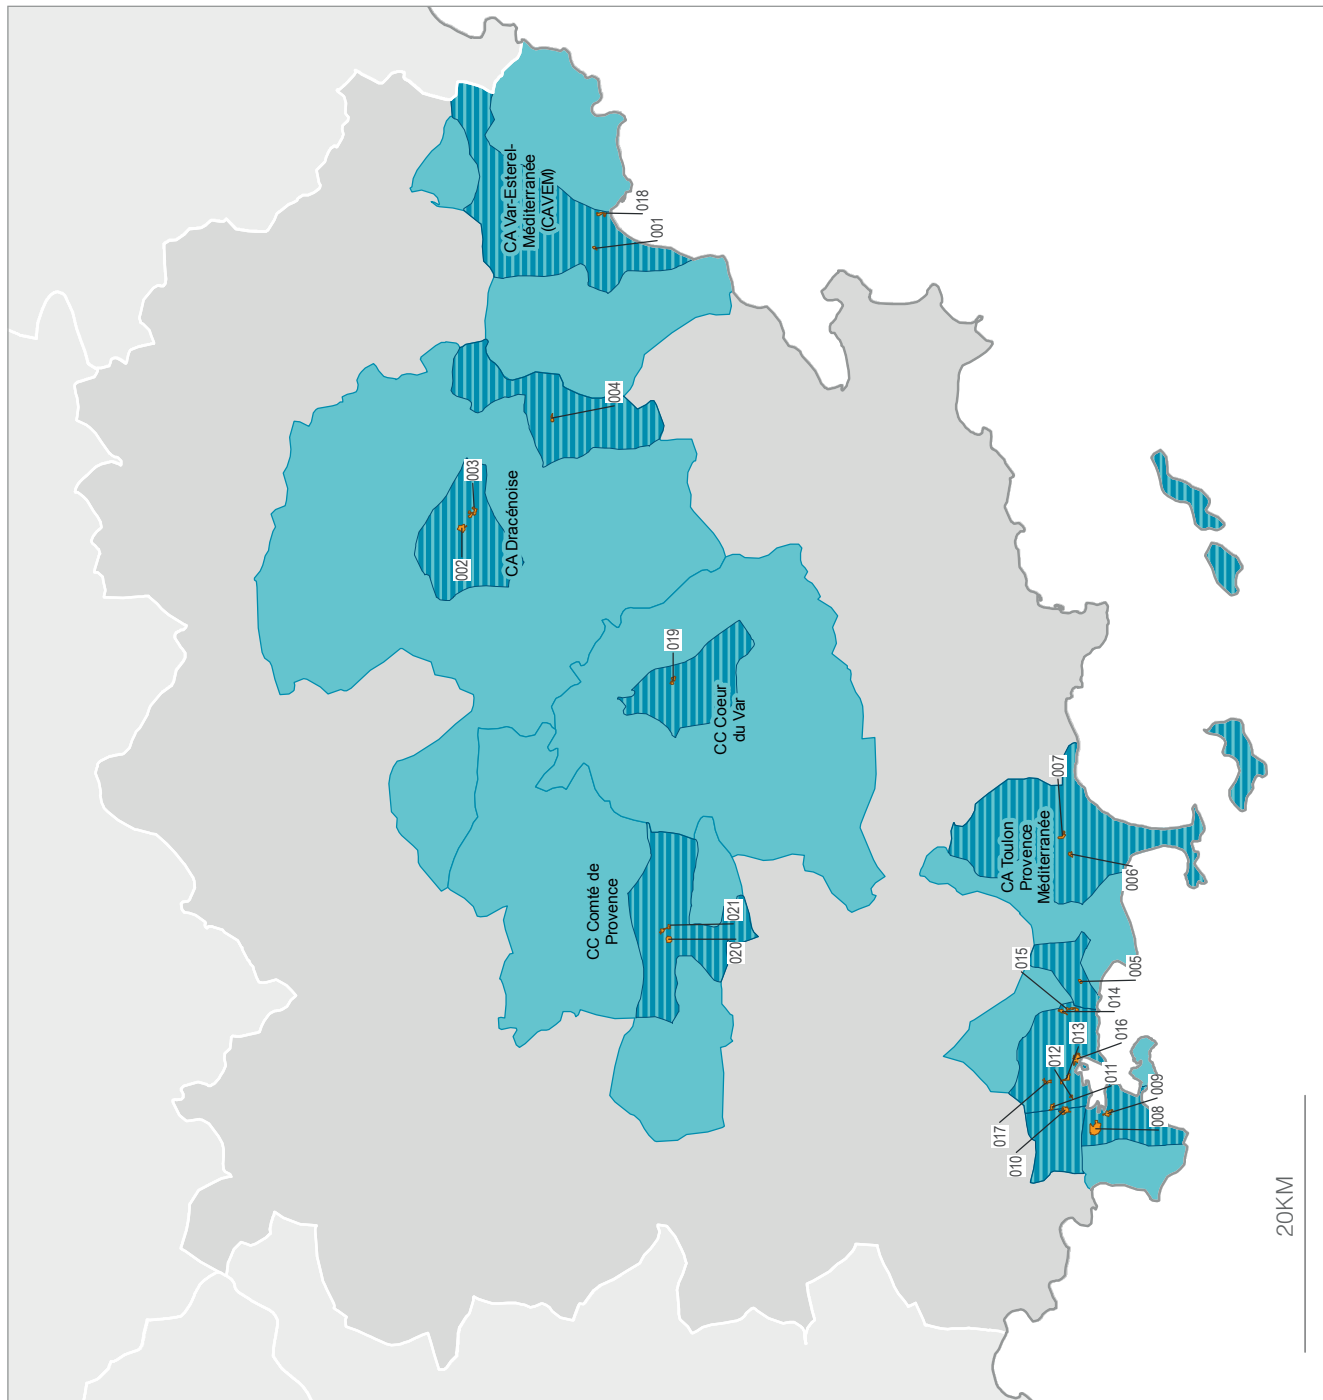 CA Var-Esterel-
Méditerranée
(CAVEM)
018
001
004
003
002
CA Dracénoise
019
CC Coeur
du Var
CC Comté de
Provence
021
020
007
CA Toulon
Provence
Méditerranée
006
015
005
014
013
012
016
011
017
010
009
008
20KM